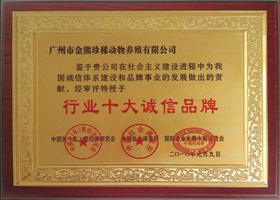 广州市金熊珍稀动物养殖有限公司
鉴于贵公司在社会主义建设进程中为我
国诚信体系建设和品牌事业的发展做出的贡
献，经审评特授予
行业十大诚信品牌
二〇一〇年九月九日